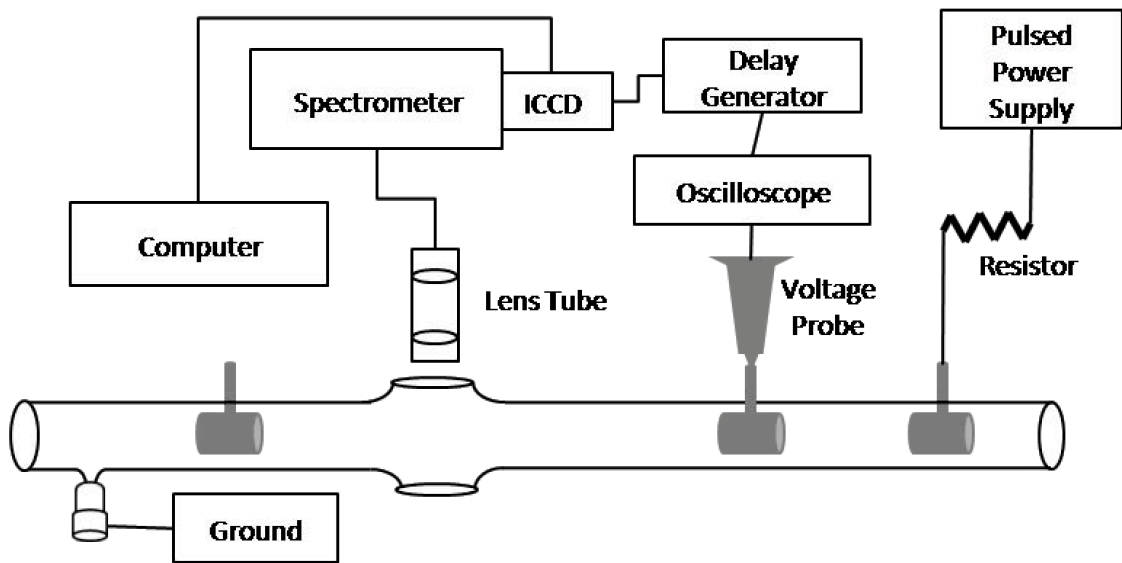 Pulsed
Power
Supply
Delay
Generator
Spectrometer
ICCD
Oscilloscope
Computer
Resistor
Lens Tube
Voltage
Probe
Ground